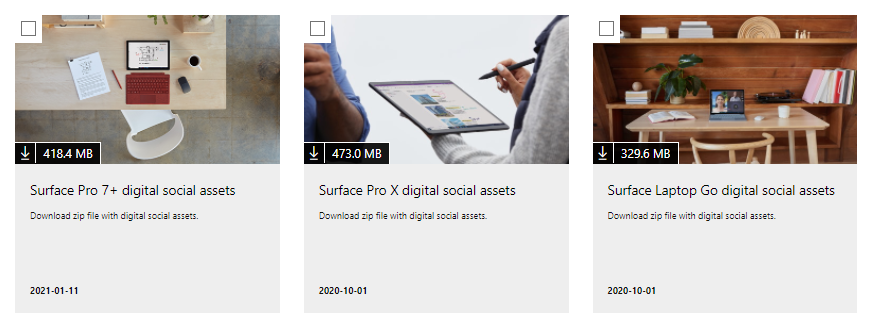 418.4 MB
Surface Pro 7+ digital social assets
Download zip file with digital social assets.
2021-01-11
473.0 MB
Surface Pro X digital social assets
Download zip file with digital social assets.
2020-10-01
329.6 MB
Surface Laptop Go digital social assets
Download zip file with digital social assets.
2020-10-01